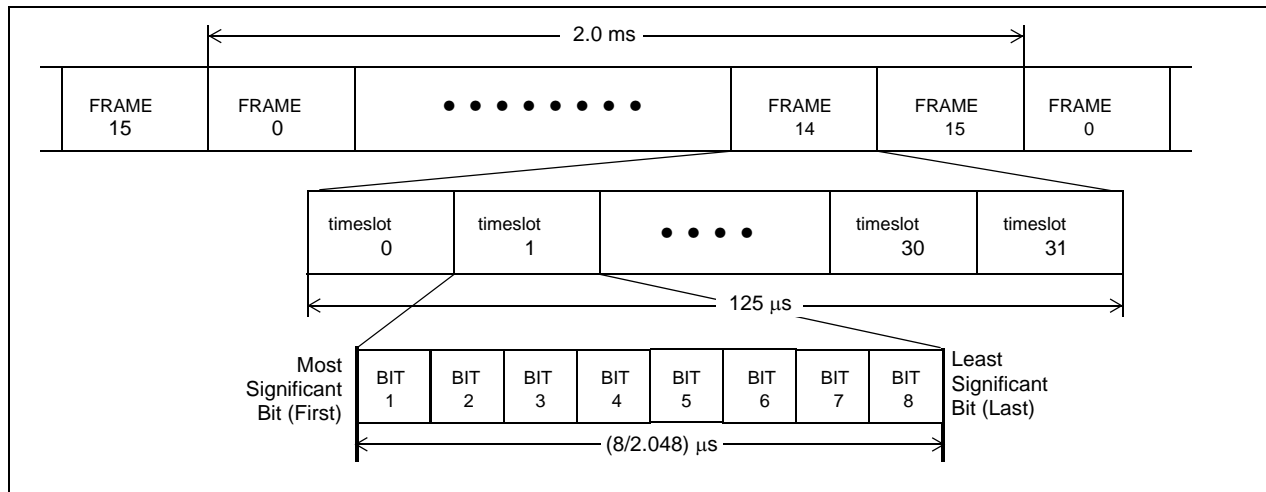 2.0 ms
FRAME 15
FRAME 0
FRAME 14
FRAME 15
FRAME 0
timeslot 0
timeslot 1
timeslot 30
timeslot 31
125 μs
Most
Significant
Bit (First)
BIT 1
BIT 2
BIT 3
BIT 4
BIT 5
BIT 6
BIT 7
BIT 8
Least
Significant
Bit (Last)
(8/2.048) μs